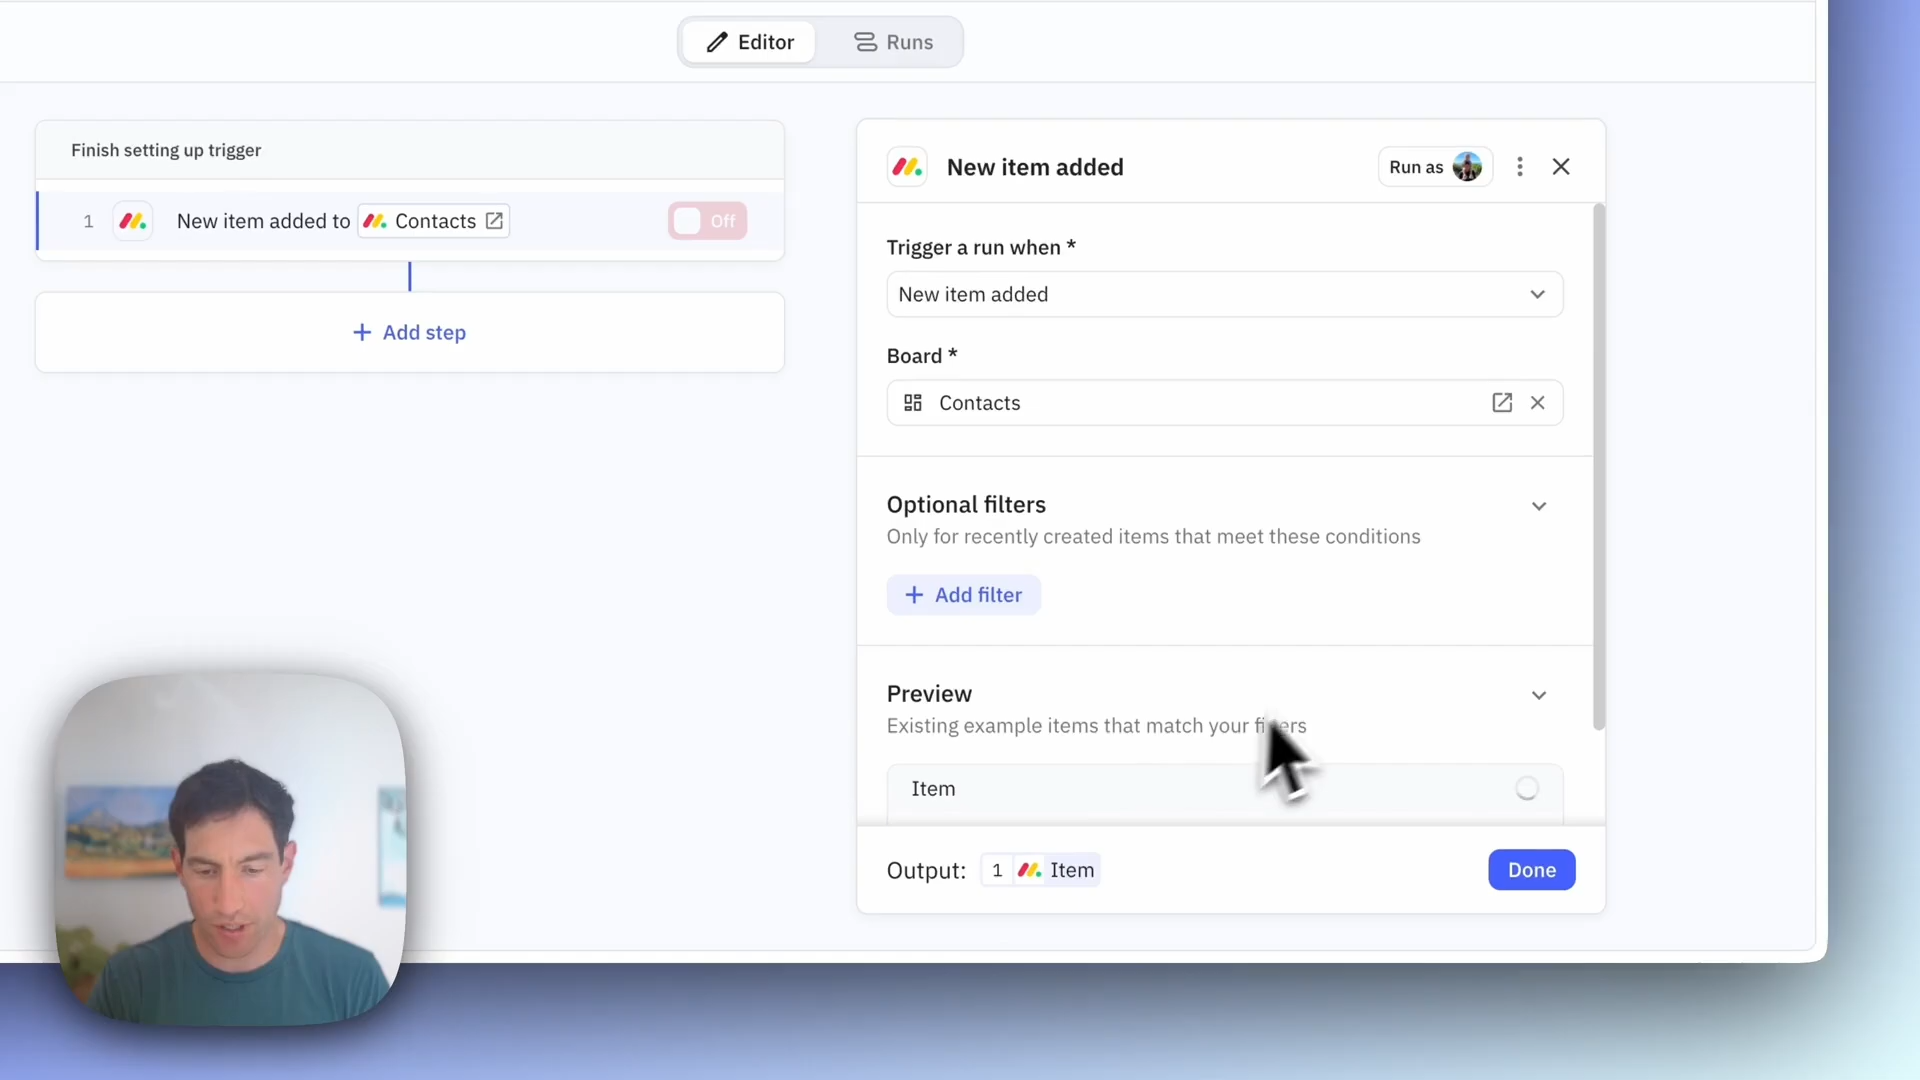 Editor
Runs
Finish setting up trigger
1 New item added to Contacts Off
+ Add step
New item added
Run as
Trigger a run when *
New item added
Board *
Contacts
Optional filters
Only for recently created items that meet these conditions
+ Add filter
Preview
Existing example items that match your filters
Item
Output: 1 Item
Done